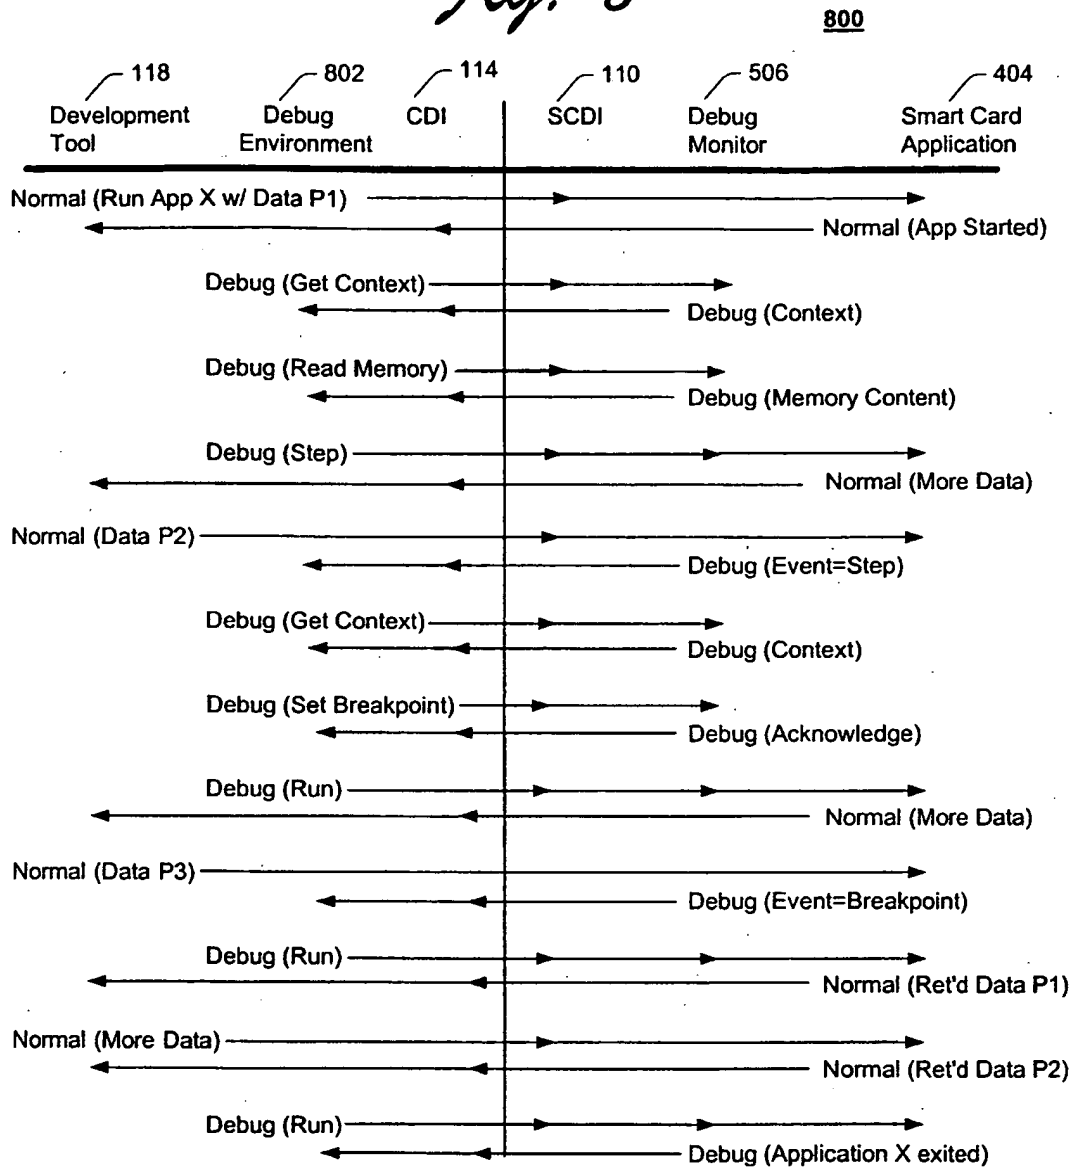 800
118 802 114 110 506 404
Development Debug CDI SCDI Debug Smart Card
Tool Environment Monitor Application
Normal (Run App X w/ Data P1)
Normal (App Started)
Debug (Get Context)
Debug (Context)
Debug (Read Memory)
Debug (Memory Content)
Debug (Step)
Normal (More Data)
Normal (Data P2)
Debug (Event=Step)
Debug (Get Context)
Debug (Context)
Debug (Set Breakpoint)
Debug (Acknowledge)
Debug (Run)
Normal (More Data)
Normal (Data P3)
Debug (Event=Breakpoint)
Debug (Run)
Normal (Ret'd Data P1)
Normal (More Data)
Normal (Ret'd Data P2)
Debug (Run)
Debug (Application X exited)